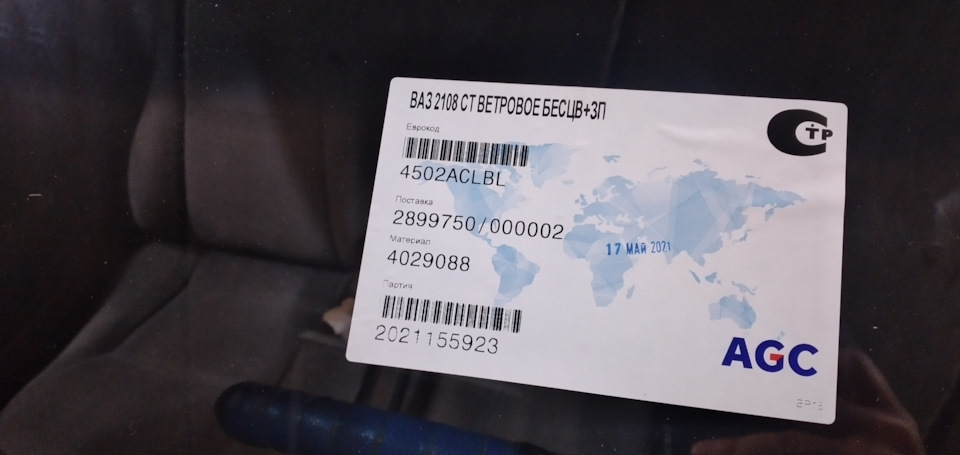 ВАЗ 2108 СТ ВЕТРОВОЕ БЕСЦВ+ЗП
Еврокод
4502ACLBL
Поставка
2899750/000002
Материал
4029088
17 МАЙ 2021
Партия
2021155923
СТР
AGC